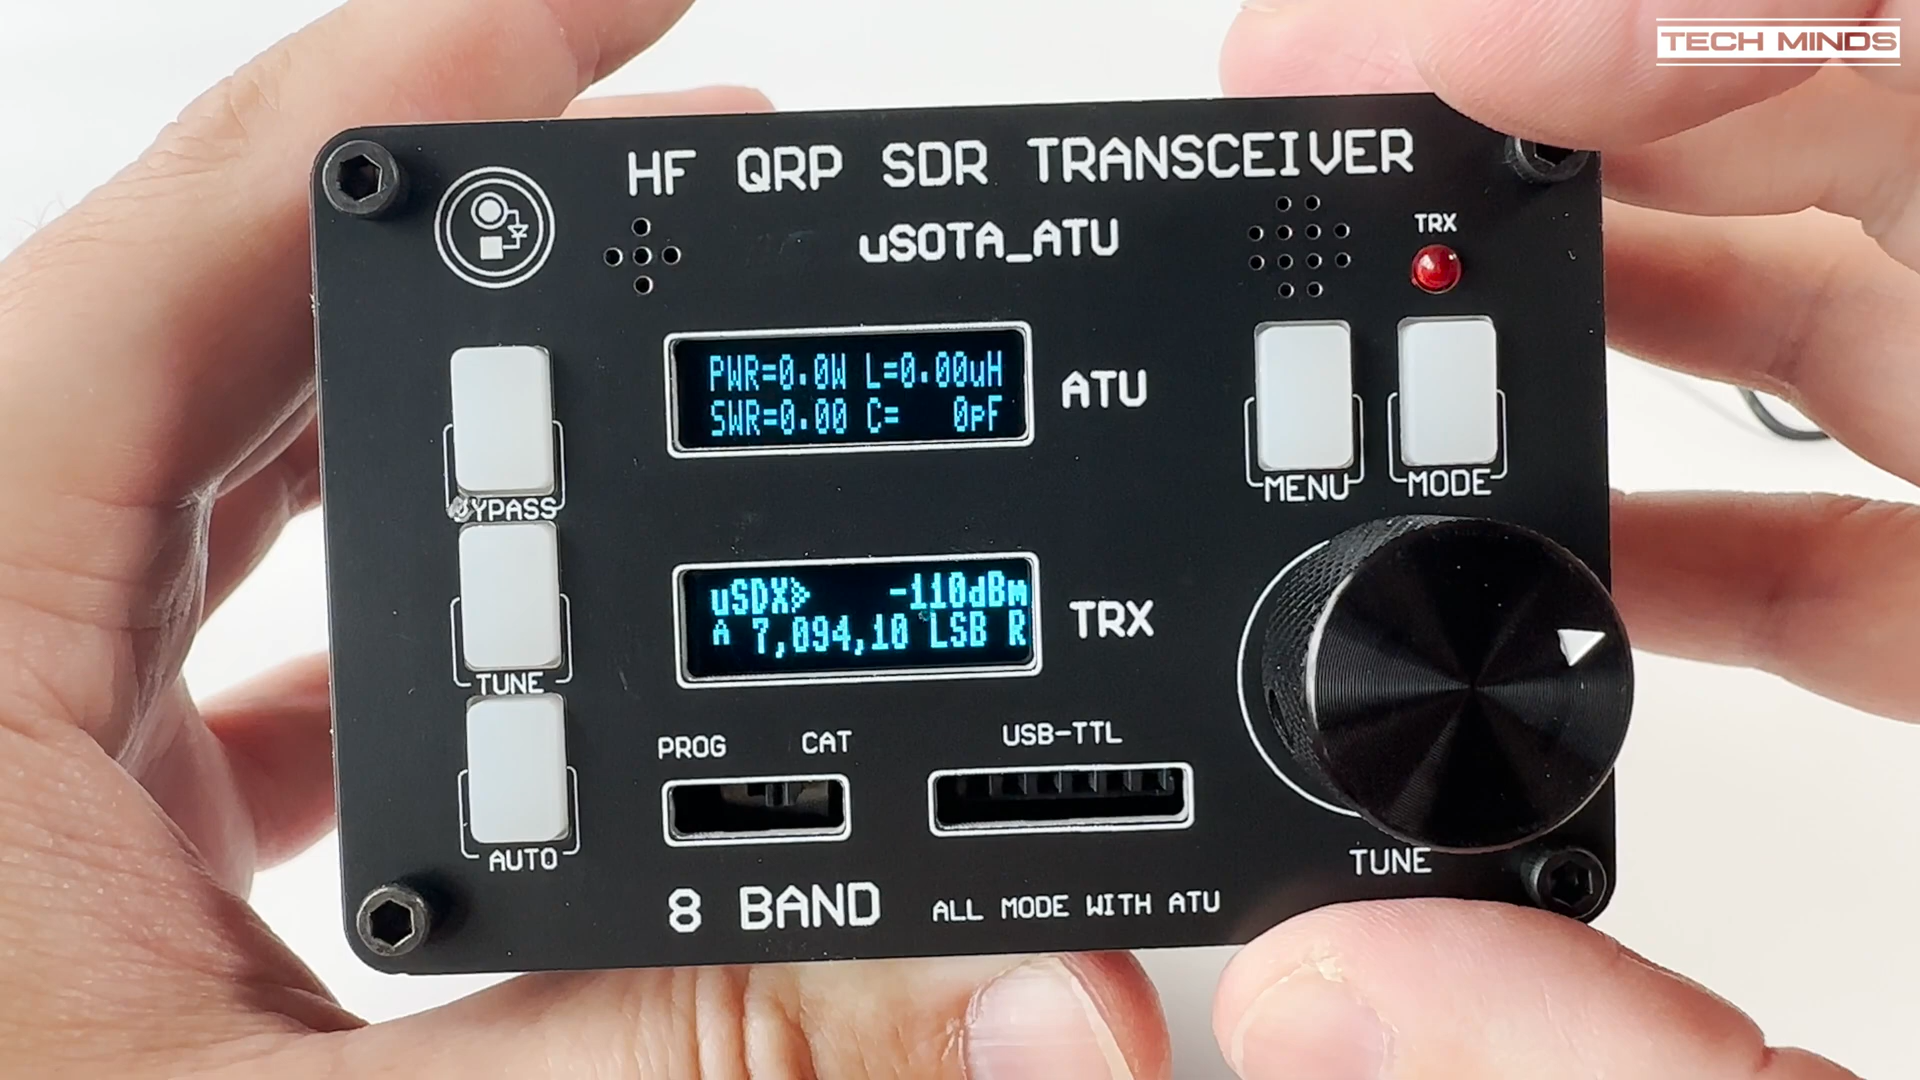 TECH MINDS
HF QRP SDR TRANSCEIVER
uSOTA_ATU
TRX
PWR=0.0W L=0.00uH
SWR=0.00 C= 0pF
ATU
BYPASS
MENU
MODE
uSDX> -110dBm
A 7,094,10 LSB R
TRX
TUNE
PROG
CAT
USB-TTL
AUTO
TUNE
8 BAND
ALL MODE WITH ATU